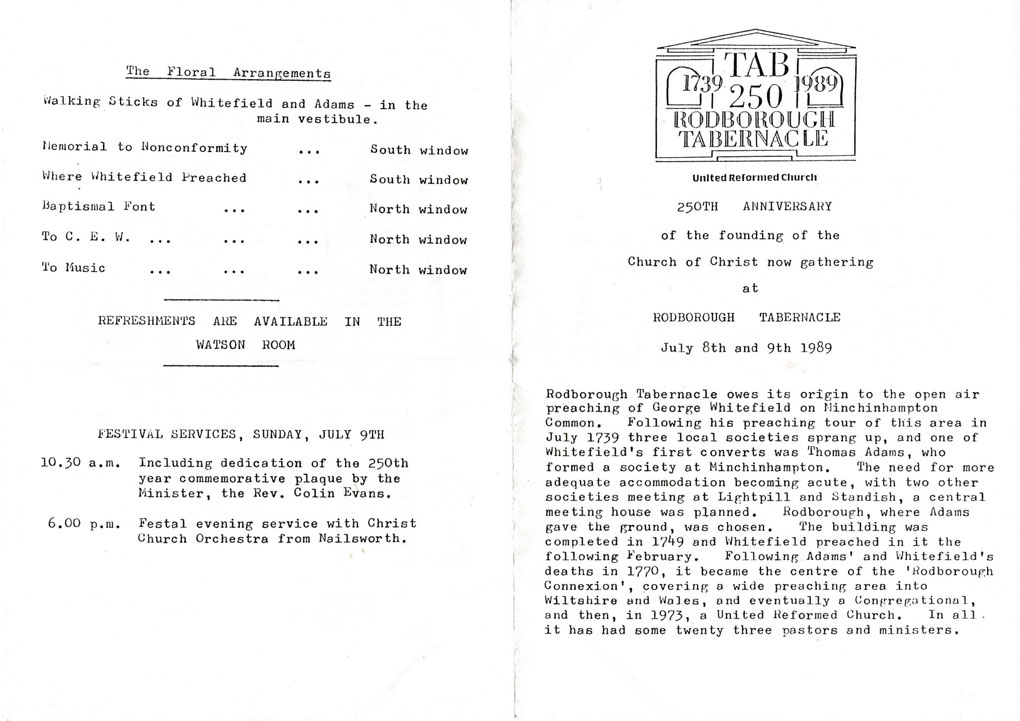 The Floral Arrangements
Walking Sticks of Whitefield and Adams - in the
main vestibule.
Memorial to Nonconformity ... South window
Where Whitefield Preached ... South window
Baptismal Font ... ... North window
To C. E. W. ... ... ... North window
To Music ... ... ... North window
REFRESHMENTS ARE AVAILABLE IN THE
WATSON ROOM
FESTIVAL SERVICES, SUNDAY, JULY 9TH
10.30 a.m. Including dedication of the 250th
year commemorative plaque by the
Minister, the Rev. Colin Evans.
6.00 p.m. Festal evening service with Christ
Church Orchestra from Nailsworth.
TAB
1739 250 1989
RODBOROUGH
TABERNACLE
United Reformed Church
250TH ANNIVERSARY
of the founding of the
Church of Christ now gathering
at
RODBOROUGH TABERNACLE
July 8th and 9th 1989
Rodborough Tabernacle owes its origin to the open air
preaching of George Whitefield on Minchinhampton
Common. Following his preaching tour of this area in
July 1739 three local societies sprang up, and one of
Whitefield's first converts was Thomas Adams, who
formed a society at Minchinhampton. The need for more
adequate accommodation becoming acute, with two other
societies meeting at Lightpill and Standish, a central
meeting house was planned. Rodborough, where Adams
gave the ground, was chosen. The building was
completed in 1749 and Whitefield preached in it the
following February. Following Adams' and Whitefield's
deaths in 1770, it became the centre of the 'Rodborough
Connexion', covering a wide preaching area into
Wiltshire and Wales, and eventually a Congregational,
and then, in 1973, a United Reformed Church. In all
it has had some twenty three pastors and ministers.